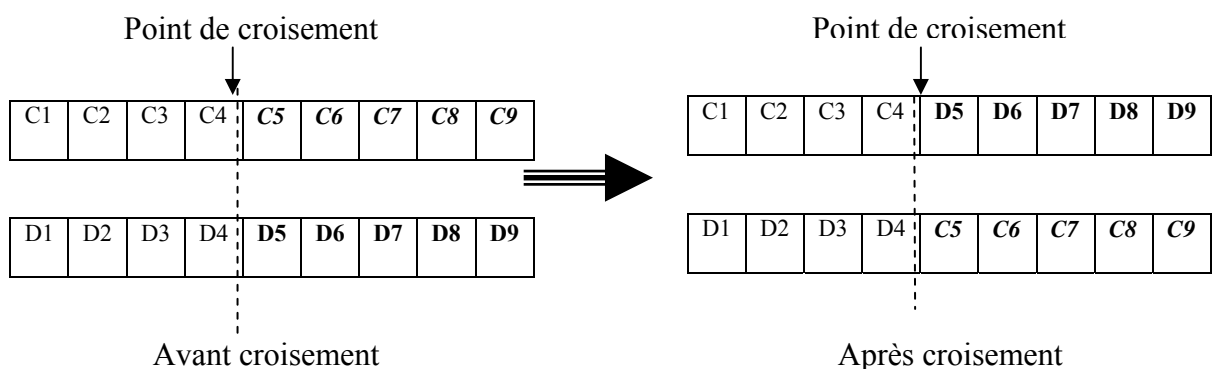 Point de croisement
C1 C2 C3 C4 C5 C6 C7 C8 C9
D1 D2 D3 D4 D5 D6 D7 D8 D9
Avant croisement
Point de croisement
C1 C2 C3 C4 D5 D6 D7 D8 D9
D1 D2 D3 D4 C5 C6 C7 C8 C9
Après croisement